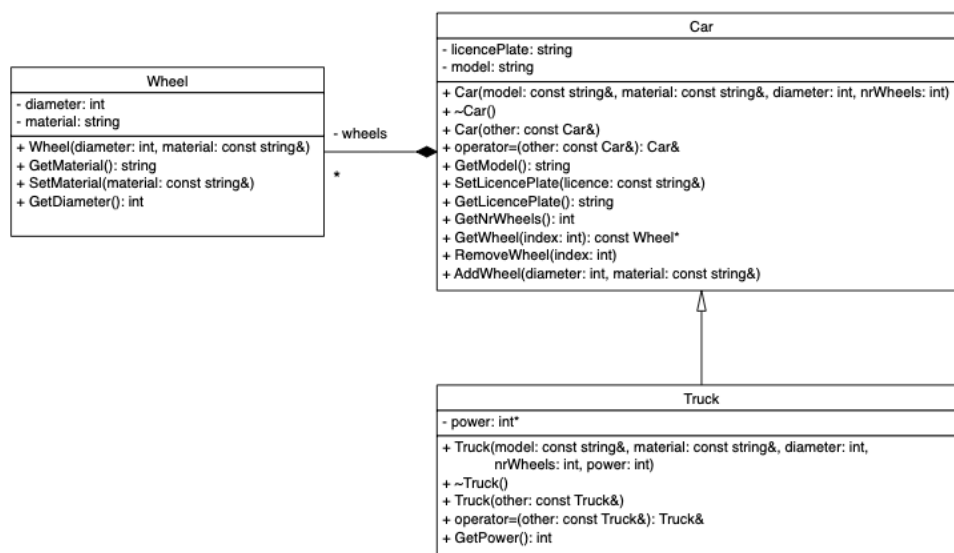 Wheel
- diameter: int
- material: string
+ Wheel(diameter: int, material: const string&)
+ GetMaterial(): string
+ SetMaterial(material: const string&)
+ GetDiameter(): int
- wheels
*
Car
- licencePlate: string
- model: string
+ Car(model: const string&, material: const string&, diameter: int, nrWheels: int)
+ ~Car()
+ Car(other: const Car&)
+ operator=(other: const Car&): Car&
+ GetModel(): string
+ SetLicencePlate(licence: const string&)
+ GetLicencePlate(): string
+ GetNrWheels(): int
+ GetWheel(index: int): const Wheel*
+ RemoveWheel(index: int)
+ AddWheel(diameter: int, material: const string&)
Truck
- power: int*
+ Truck(model: const string&, material: const string&, diameter: int,
nrWheels: int, power: int)
+ ~Truck()
+ Truck(other: const Truck&)
+ operator=(other: const Truck&): Truck&
+ GetPower(): int